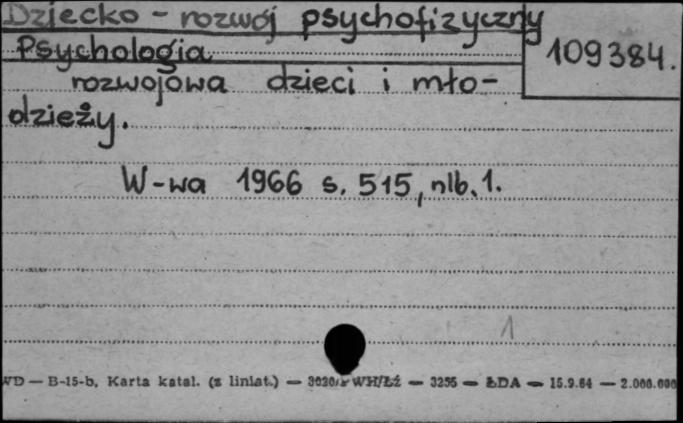 Dziecko - rozwój psychofizyczny
109384.
Psychologia
rozwojowa dzieci i mło-
dzieży.
W-wa 1966 s. 515, nlb. 1.
1
WD — B-15-b, Karta katal. (z liniat.) — WH/Łź — 3255 — ŁDA — 15.9.64 — 2.000.000